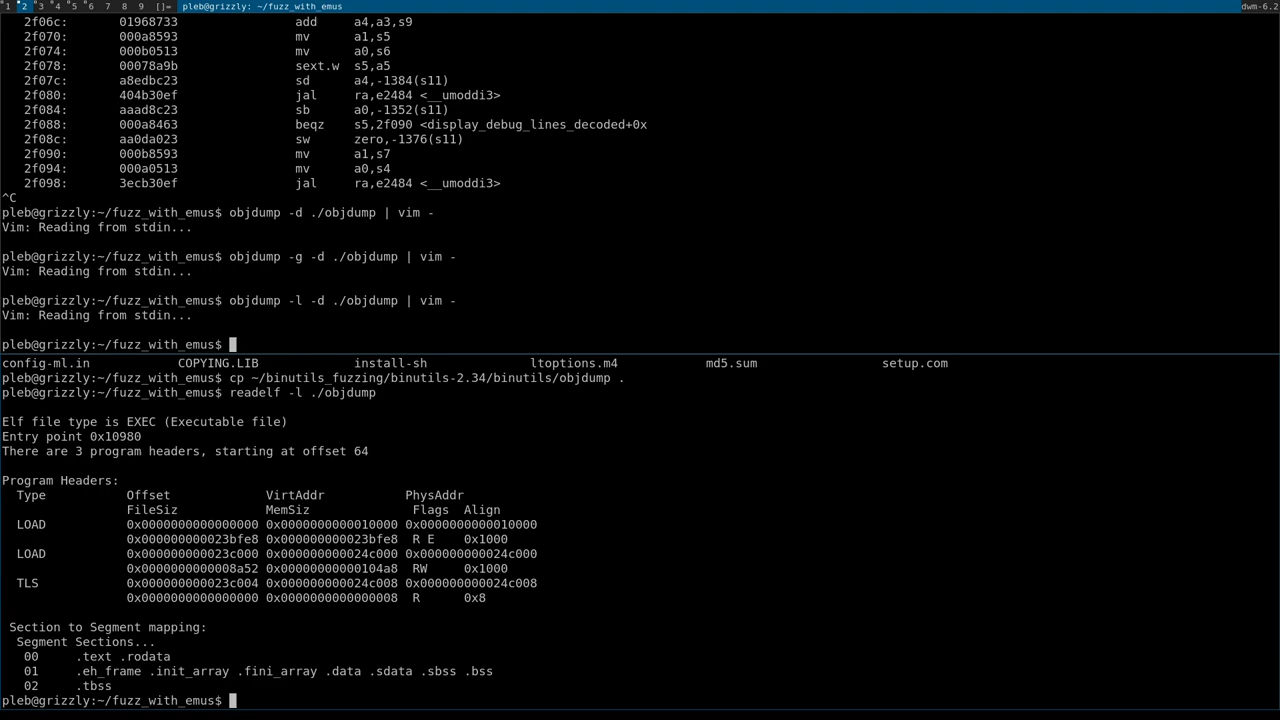 1 2 3 4 5 6 7 8 9 []= pleb@grizzly: ~/fuzz_with_emus dwm-6.2
2f06c: 01968733 add a4,a3,s9
2f070: 000a8593 mv a1,s5
2f074: 000b0513 mv a0,s6
2f078: 00078a9b sext.w s5,a5
2f07c: a8edbc23 sd a4,-1384(s11)
2f080: 404b30ef jal ra,e2484 <__umoddi3>
2f084: aaad8c23 sb a0,-1352(s11)
2f088: 000a8463 beqz s5,2f090 <display_debug_lines_decoded+0x
2f08c: aa0da023 sw zero,-1376(s11)
2f090: 000b8593 mv a1,s7
2f094: 000a0513 mv a0,s4
2f098: 3ecb30ef jal ra,e2484 <__umoddi3>
^C
pleb@grizzly:~/fuzz_with_emus$ objdump -d ./objdump | vim -
Vim: Reading from stdin...
pleb@grizzly:~/fuzz_with_emus$ objdump -g -d ./objdump | vim -
Vim: Reading from stdin...
pleb@grizzly:~/fuzz_with_emus$ objdump -l -d ./objdump | vim -
Vim: Reading from stdin...
pleb@grizzly:~/fuzz_with_emus$
config-ml.in COPYING.LIB install-sh ltoptions.m4 md5.sum setup.com
pleb@grizzly:~/fuzz_with_emus$ cp ~/binutils_fuzzing/binutils-2.34/binutils/objdump .
pleb@grizzly:~/fuzz_with_emus$ readelf -l ./objdump
Elf file type is EXEC (Executable file)
Entry point 0x10980
There are 3 program headers, starting at offset 64
Program Headers:
Type Offset VirtAddr PhysAddr
FileSiz MemSiz Flags Align
LOAD 0x0000000000000000 0x0000000000010000 0x0000000000010000
0x000000000023bfe8 0x000000000023bfe8 R E 0x1000
LOAD 0x000000000023c000 0x000000000024c000 0x000000000024c000
0x0000000000008a52 0x00000000000104a8 RW 0x1000
TLS 0x000000000023c004 0x000000000024c008 0x000000000024c008
0x0000000000000000 0x0000000000000008 R 0x8
Section to Segment mapping:
Segment Sections...
00 .text .rodata
01 .eh_frame .init_array .fini_array .data .sdata .sbss .bss
02 .tbss
pleb@grizzly:~/fuzz_with_emus$